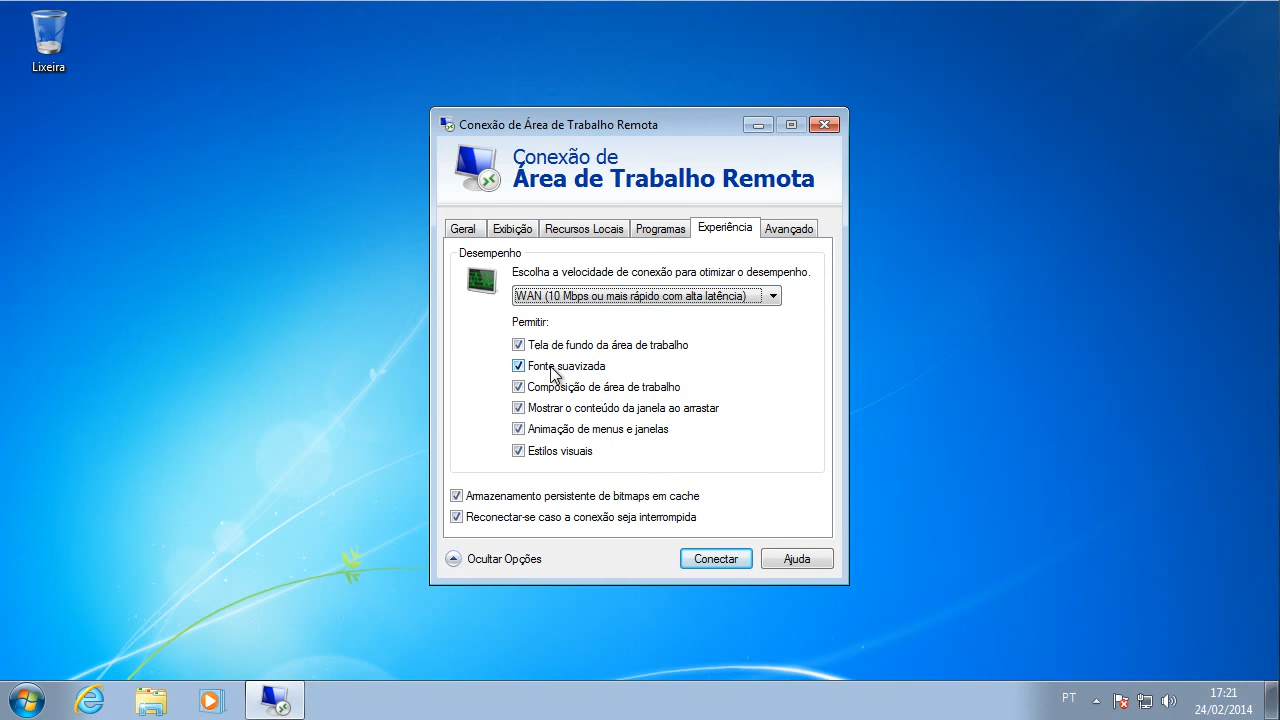 Lixeira
Conexão de Área de Trabalho Remota
Conexão de
Área de Trabalho Remota
Geral Exibição Recursos Locais Programas Experiência Avançado
Desempenho
Escolha a velocidade de conexão para otimizar o desempenho.
WAN (10 Mbps ou mais rápido com alta latência)
Permitir:
Tela de fundo da área de trabalho
Fonte suavizada
Composição de área de trabalho
Mostrar o conteúdo da janela ao arrastar
Animação de menus e janelas
Estilos visuais
Armazenamento persistente de bitmaps em cache
Reconectar-se caso a conexão seja interrompida
Ocultar Opções Conectar Ajuda
PT 17:21
24/02/2014